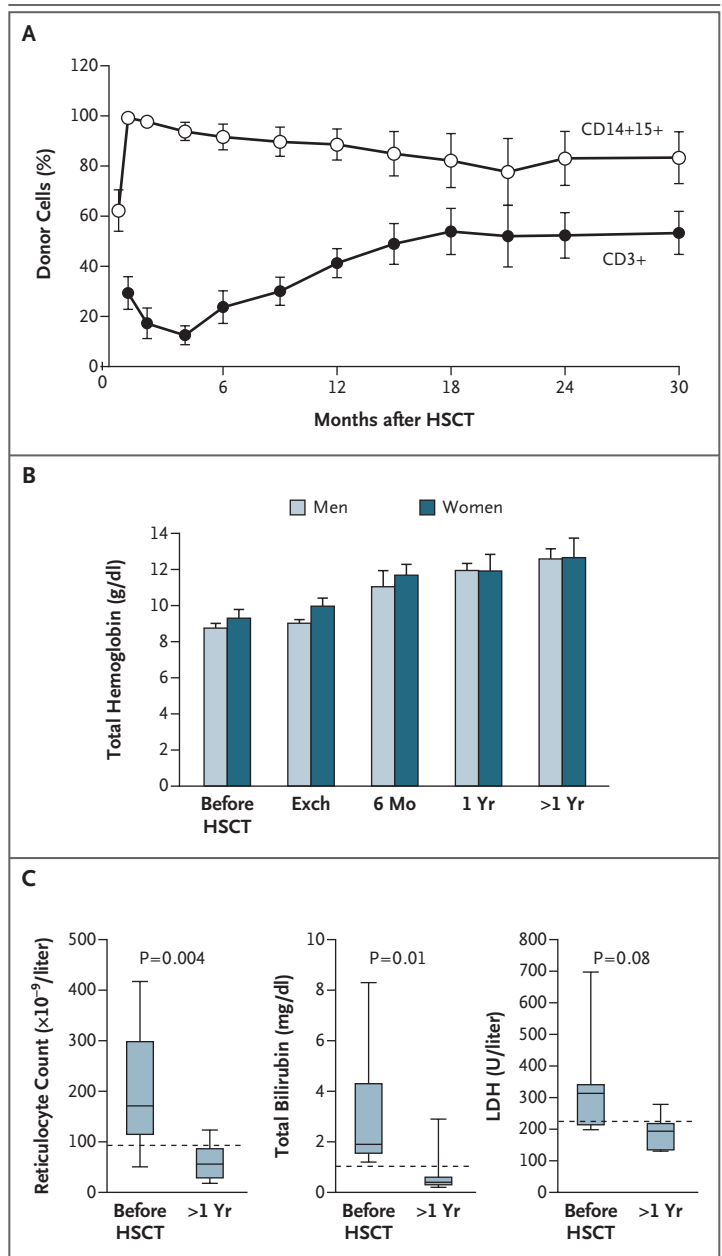 A
120
100
80
60
40
20
0
0 6 12 18 24 30
Donor Cells (%)
CD14+15+
CD3+
Months after HSCT
B
Men Women
14
12
10
8
6
4
2
0
Total Hemoglobin (g/dl)
Before HSCT Exch 6 Mo 1 Yr >1 Yr
C
500
400
300
200
100
0
Reticulocyte Count (×10⁻⁹/liter)
P=0.004
Before HSCT >1 Yr
10
8
6
4
2
0
Total Bilirubin (mg/dl)
P=0.01
Before HSCT >1 Yr
800
700
600
500
400
300
200
100
0
LDH (U/liter)
P=0.08
Before HSCT >1 Yr